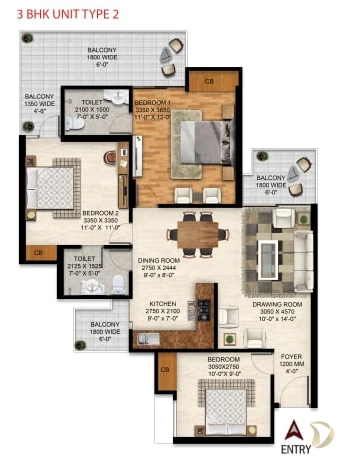 3 BHK UNIT TYPE 2
BALCONY
1800 WIDE
6'-0"
CB
BALCONY
1350 WIDE
4'-0"
TOILET
2100 X 1500
7'-0" X 5'-0"
BEDROOM 1
3350 X 3650
11'-0" X 12'-0"
BALCONY
1800 WIDE
6'-0"
BEDROOM 2
3350 X 3350
11'-0" X 11'-0"
CB
TOILET
2125 X 1525
7'-0" X 5'-0"
DINING ROOM
2750 X 2444
9'-0" x 8'-0"
KITCHEN
2750 X 2100
9'-0" x 7'-0"
DRAWING ROOM
3050 X 4570
10'-0" x 14'-0"
BALCONY
1800 WIDE
6'-0"
CB
BEDROOM
3050X2750
10'-0"X 9'-0"
FOYER
1200 MM
4'-0"
ENTRY